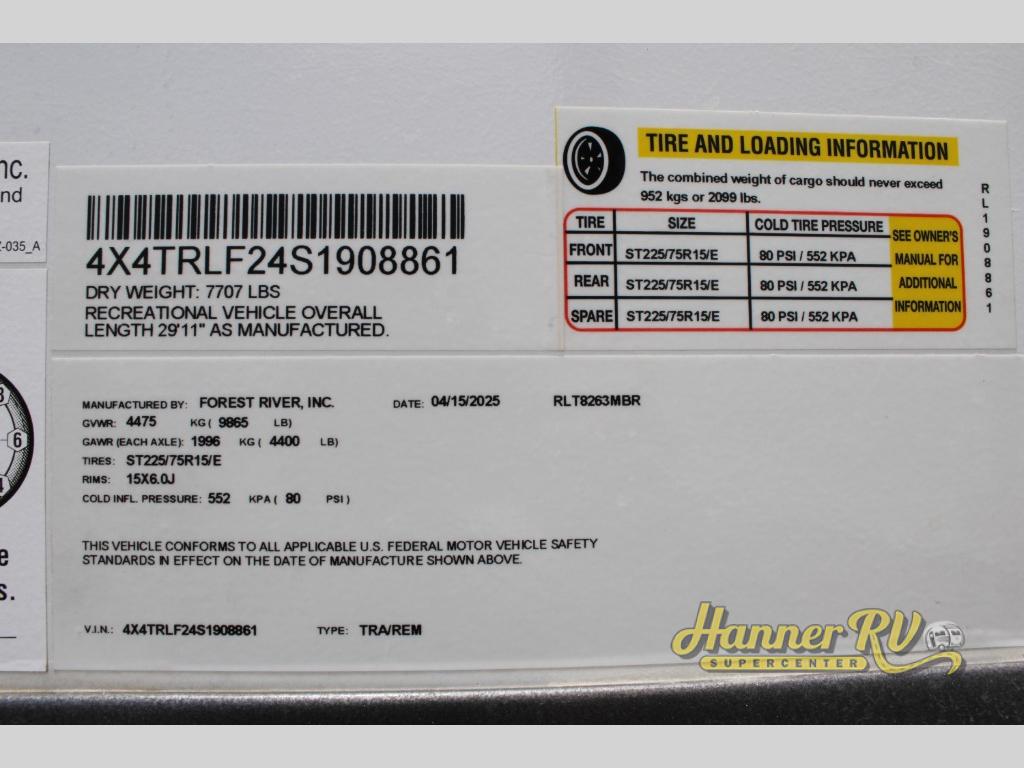 nc.
nd
-035_A
4X4TRLF24S1908861
DRY WEIGHT: 7707 LBS
RECREATIONAL VEHICLE OVERALL
LENGTH 29'11" AS MANUFACTURED.
TIRE AND LOADING INFORMATION
The combined weight of cargo should never exceed
952 kgs or 2099 lbs.
TIRE SIZE COLD TIRE PRESSURE
FRONT ST225/75R15/E 80 PSI / 552 KPA
REAR ST225/75R15/E 80 PSI / 552 KPA
SPARE ST225/75R15/E 80 PSI / 552 KPA
SEE OWNER'S
MANUAL FOR
ADDITIONAL
INFORMATION
RL1908861
MANUFACTURED BY: FOREST RIVER, INC. DATE: 04/15/2025 RLT8263MBR
GVWR: 4475 KG ( 9865 LB)
GAWR (EACH AXLE): 1996 KG ( 4400 LB)
TIRES: ST225/75R15/E
RIMS: 15X6.0J
COLD INFL. PRESSURE: 552 KPA ( 80 PSI )
THIS VEHICLE CONFORMS TO ALL APPLICABLE U.S. FEDERAL MOTOR VEHICLE SAFETY
STANDARDS IN EFFECT ON THE DATE OF MANUFACTURE SHOWN ABOVE.
V.I.N.: 4X4TRLF24S1908861 TYPE: TRA/REM
6
e
s.
Hanner RV
SUPERCENTER